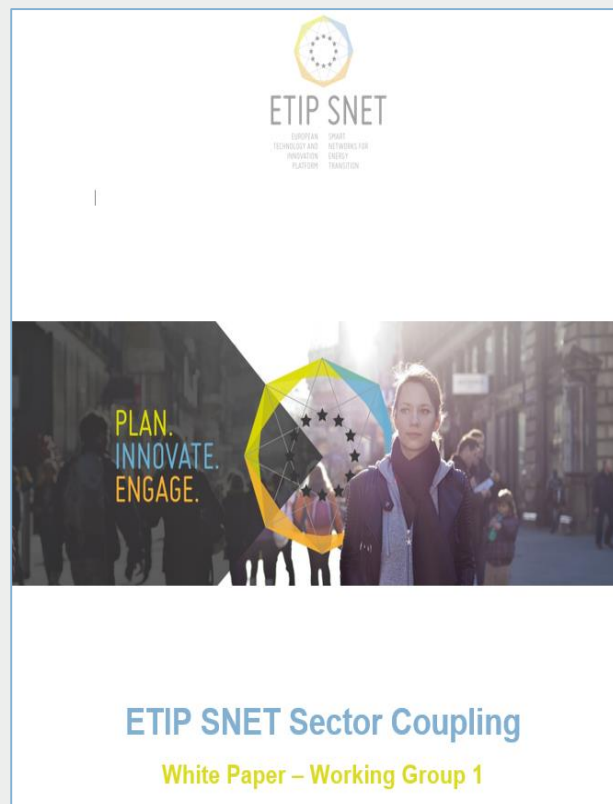 ETIP SNET
EUROPEAN SMART
TECHNOLOGY AND NETWORKS FOR
INNOVATION ENERGY
PLATFORM TRANSITION
PLAN.
INNOVATE.
ENGAGE.
ETIP SNET Sector Coupling
White Paper – Working Group 1